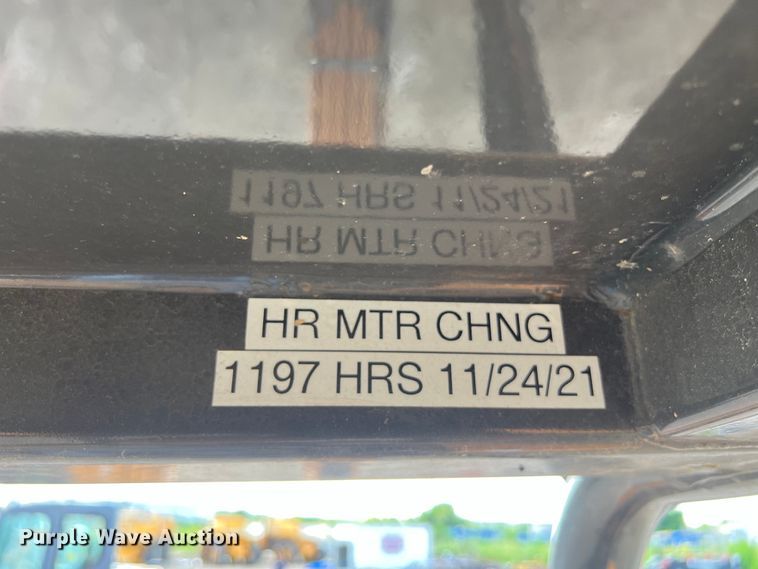 HR MTR CHNG
1197 HRS 11/24/21
Purple Wave Auction